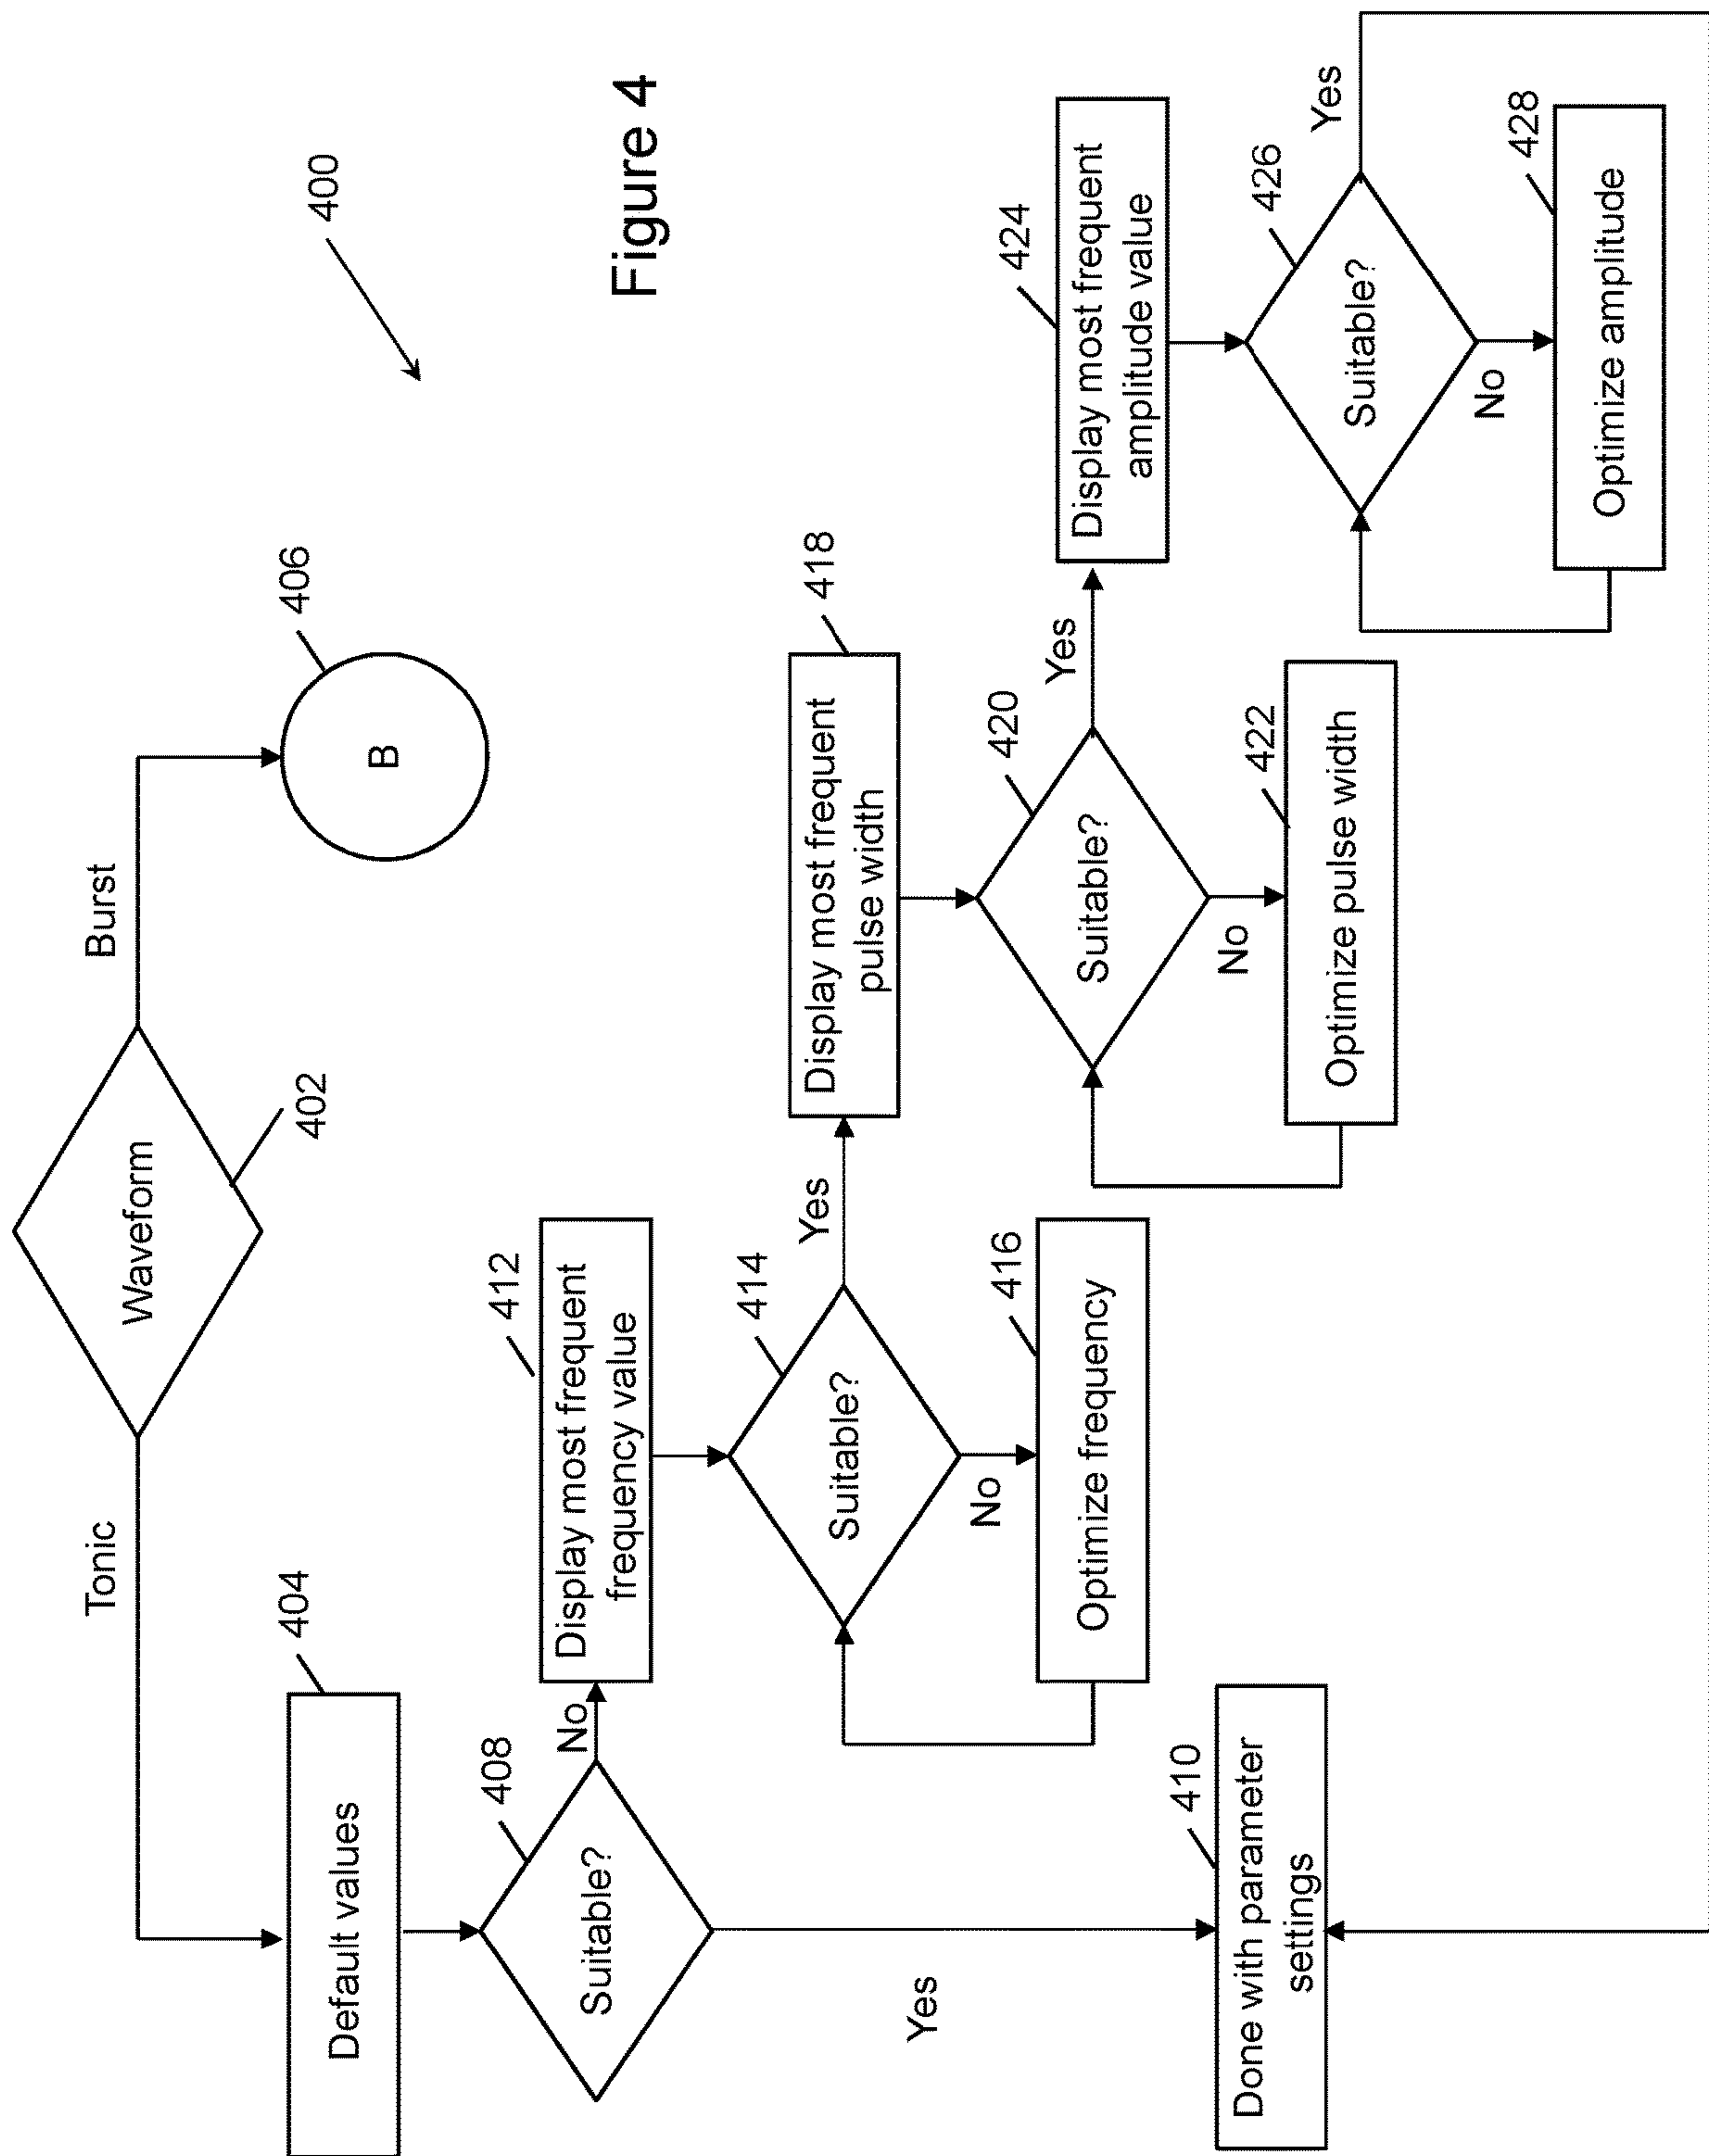 Waveform
402
Tonic
Burst
404
Default values
406
B
400
Figure 4
408
Suitable?
No
Yes
412
Display most frequent
frequency value
414
Suitable?
Yes
No
416
Optimize frequency
410
Done with parameter
settings
418
Display most frequent
pulse width
420
Suitable?
Yes
No
422
Optimize pulse width
424
Display most frequent
amplitude value
426
Suitable?
Yes
No
428
Optimize amplitude